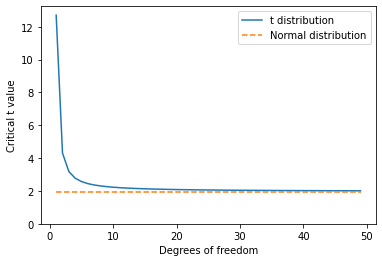 t distribution
Normal distribution
12
10
8
6
4
2
0
Critical t value
0 10 20 30 40 50
Degrees of freedom